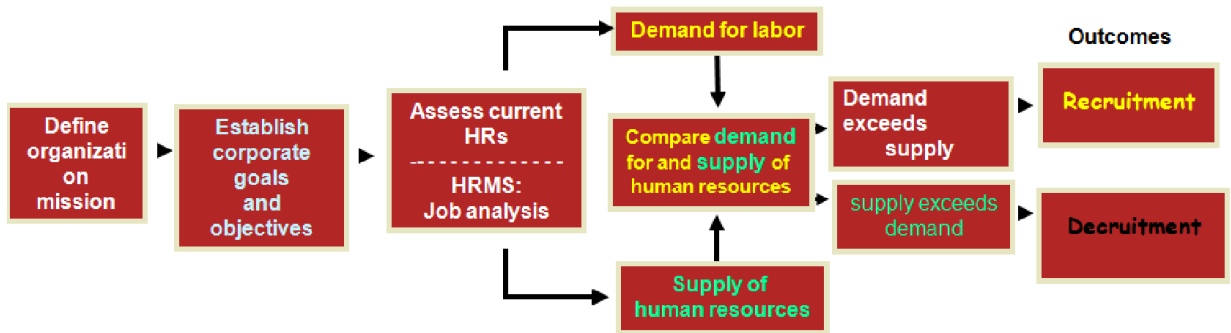 Define
organizati
on
mission
Establish
corporate
goals
and
objectives
Assess current
HRs
-------------
HRMS:
Job analysis
Demand for labor
Compare demand
for and supply of
human resources
Supply of
human resources
Demand
exceeds
supply
supply exceeds
demand
Outcomes
Recruitment
Decruitment